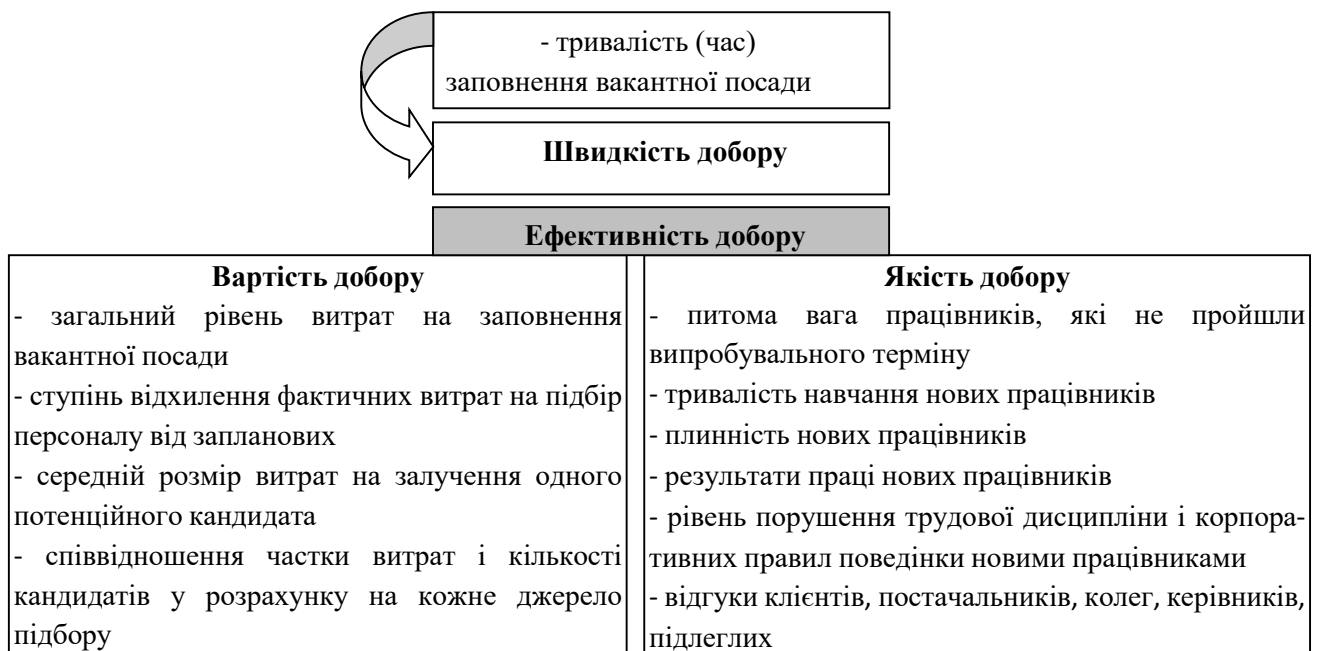 - тривалість (час)
заповнення вакантної посади
Швидкість добору
Ефективність добору
Вартість добору
- загальний рівень витрат на заповнення
вакантної посади
- ступінь відхилення фактичних витрат на підбір
персоналу від запланових
- середній розмір витрат на залучення одного
потенційного кандидата
- співвідношення частки витрат і кількості
кандидатів у розрахунку на кожне джерело
підбору
Якість добору
- питома вага працівників, які не пройшли
випробувального терміну
- тривалість навчання нових працівників
- плинність нових працівників
- результати праці нових працівників
- рівень порушення трудової дисципліни і корпора-
тивних правил поведінки новими працівниками
- відгуки клієнтів, постачальників, колег, керівників,
підлеглих